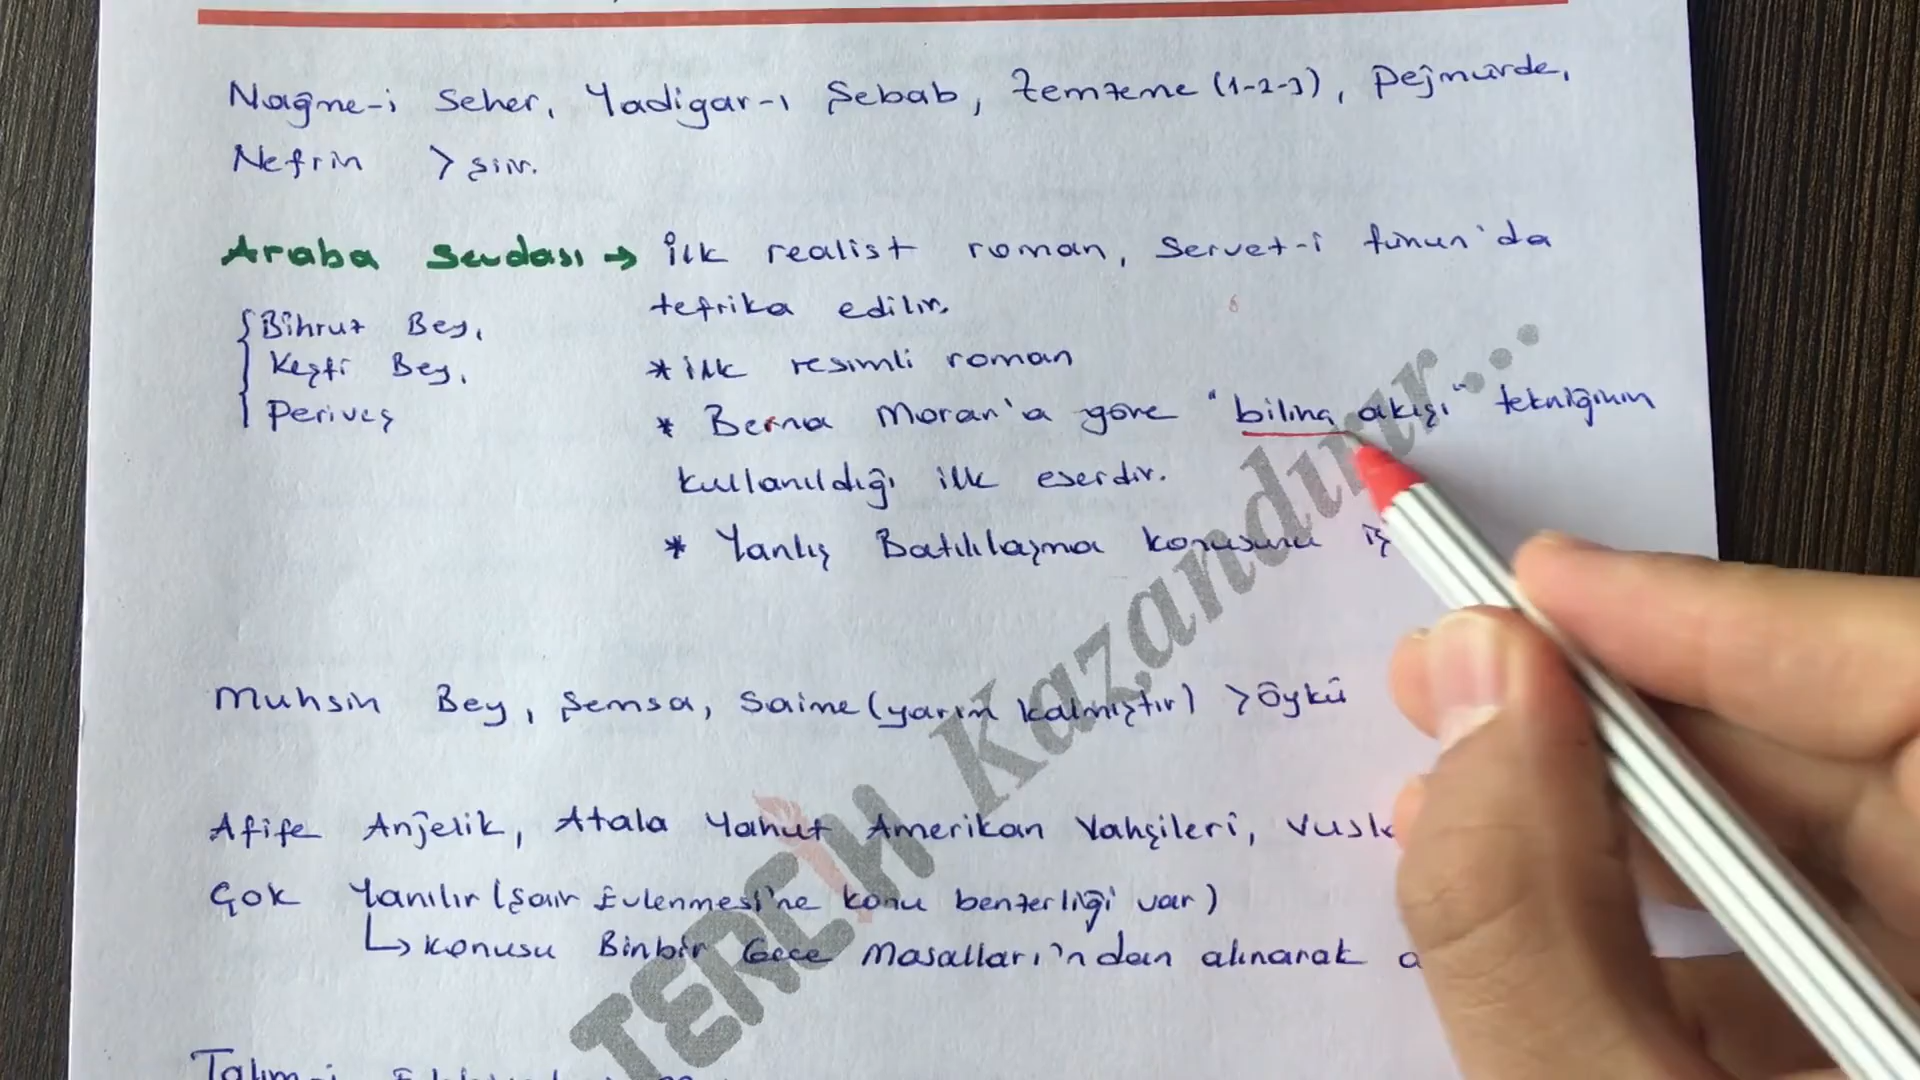 Nağme-i Seher, Yadigar-ı Şebab, Zemzeme (1-2-3), Pejmürde,
Nefrin > şiir.
Araba Sevdası → ilk realist roman, Servet-i fünun'da
tefrika edilir.
Bihruz Bey,
Keşfi Bey,
Periveş
* ilk resimli roman
* Berna Moran'a göre "bilinç akışı" tekniğinin
kullanıldığı ilk eserdir.
* Yanlış Batılılaşma konusunu
Muhsin Bey, Şemsa, Saime (yarım kalmıştır) > Öykü
Afife Anjelik, Atala Yahut Amerikan Vahşileri,
Çok Yanılır (Şair Evlenmesi'ne konu benzerliği var)
↳ konusu Binbir Gece Masalları'ndan alınarak
TERCİH Kazandırır...